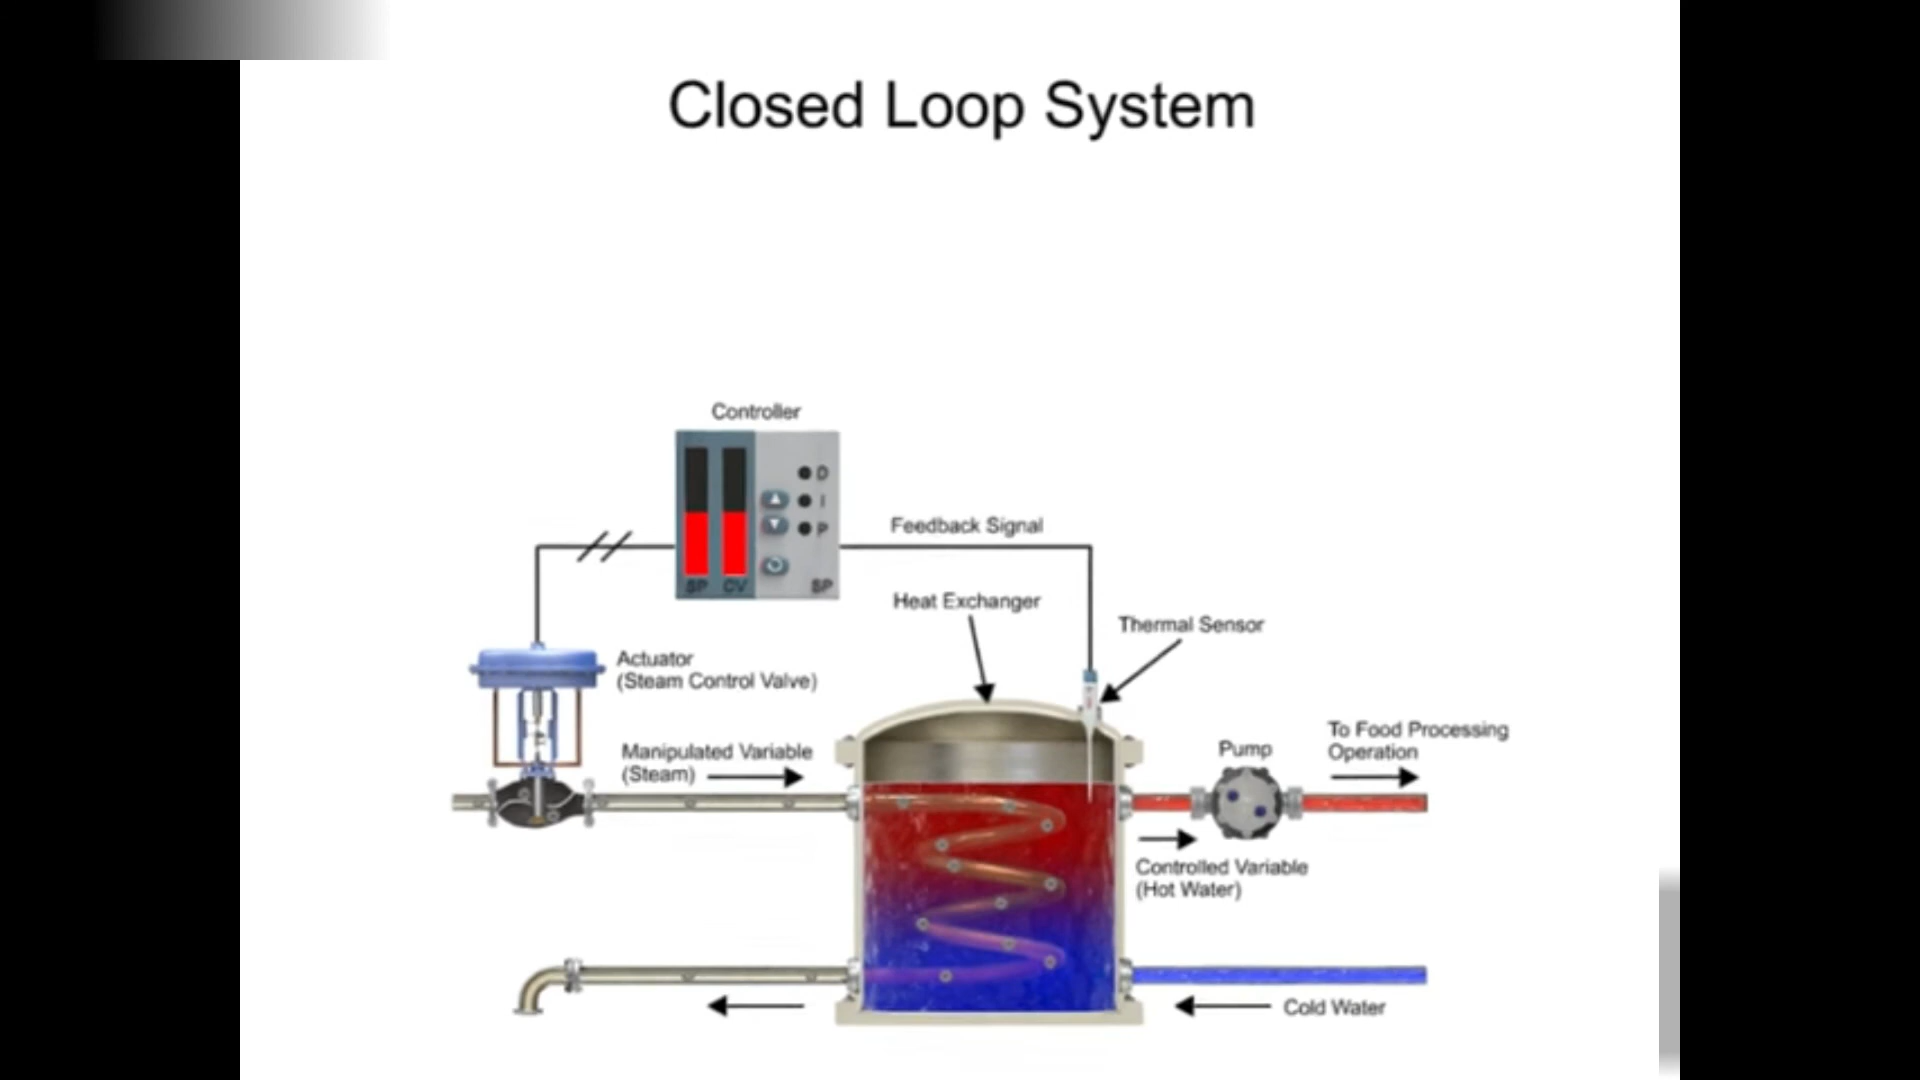 Closed Loop System
Controller
D
I
P
SP CV SP
Feedback Signal
Heat Exchanger
Thermal Sensor
Actuator
(Steam Control Valve)
Manipulated Variable
(Steam)
Pump
To Food Processing
Operation
Controlled Variable
(Hot Water)
Cold Water